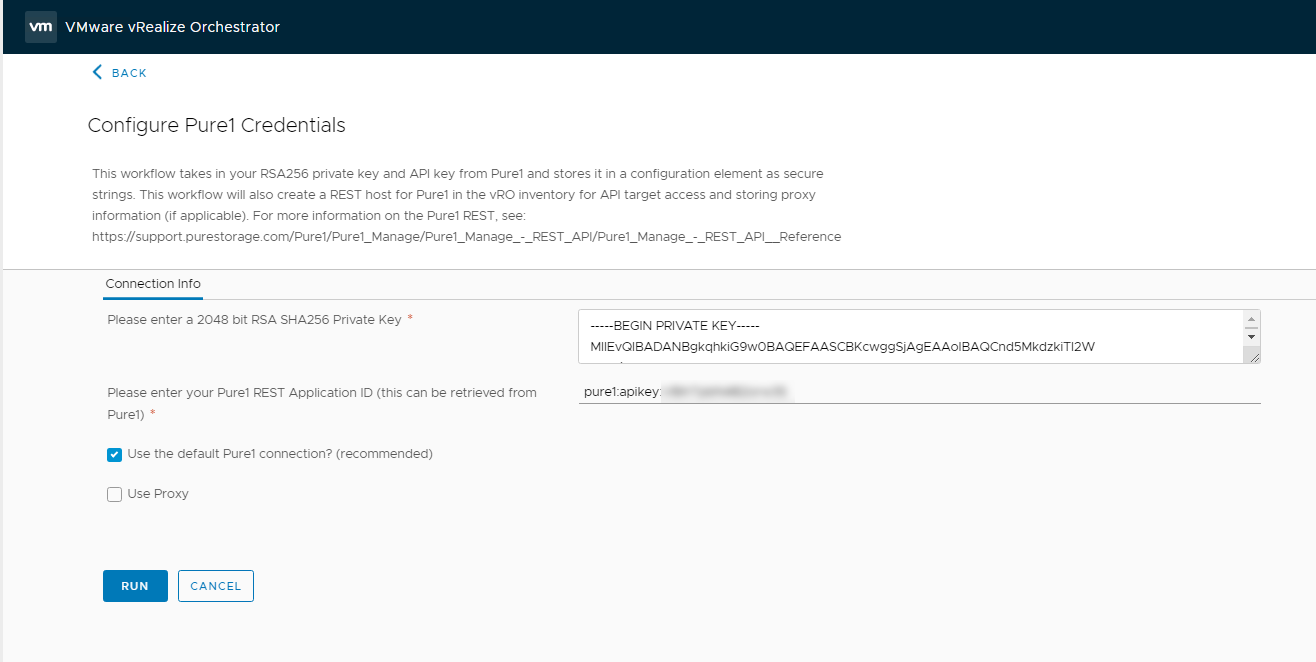 vm VMware vRealize Orchestrator
BACK
Configure Pure1 Credentials
This workflow takes in your RSA256 private key and API key from Pure1 and stores it in a configuration element as secure
strings. This workflow will also create a REST host for Pure1 in the vRO inventory for API target access and storing proxy
information (if applicable). For more information on the Pure1 REST, see:
https://support.purestorage.com/Pure1/Pure1_Manage/Pure1_Manage_-_REST_API/Pure1_Manage_-_REST_API__Reference
Connection Info
Please enter a 2048 bit RSA SHA256 Private Key *
-----BEGIN PRIVATE KEY-----
MIIEvQIBADANBgkqhkiG9w0BAQEFAASCBKcwggSjAgEAAoIBAQCnd5MkdzkiTI2W
Please enter your Pure1 REST Application ID (this can be retrieved from
Pure1) *
pure1:apikey:
Use the default Pure1 connection? (recommended)
Use Proxy
RUN CANCEL